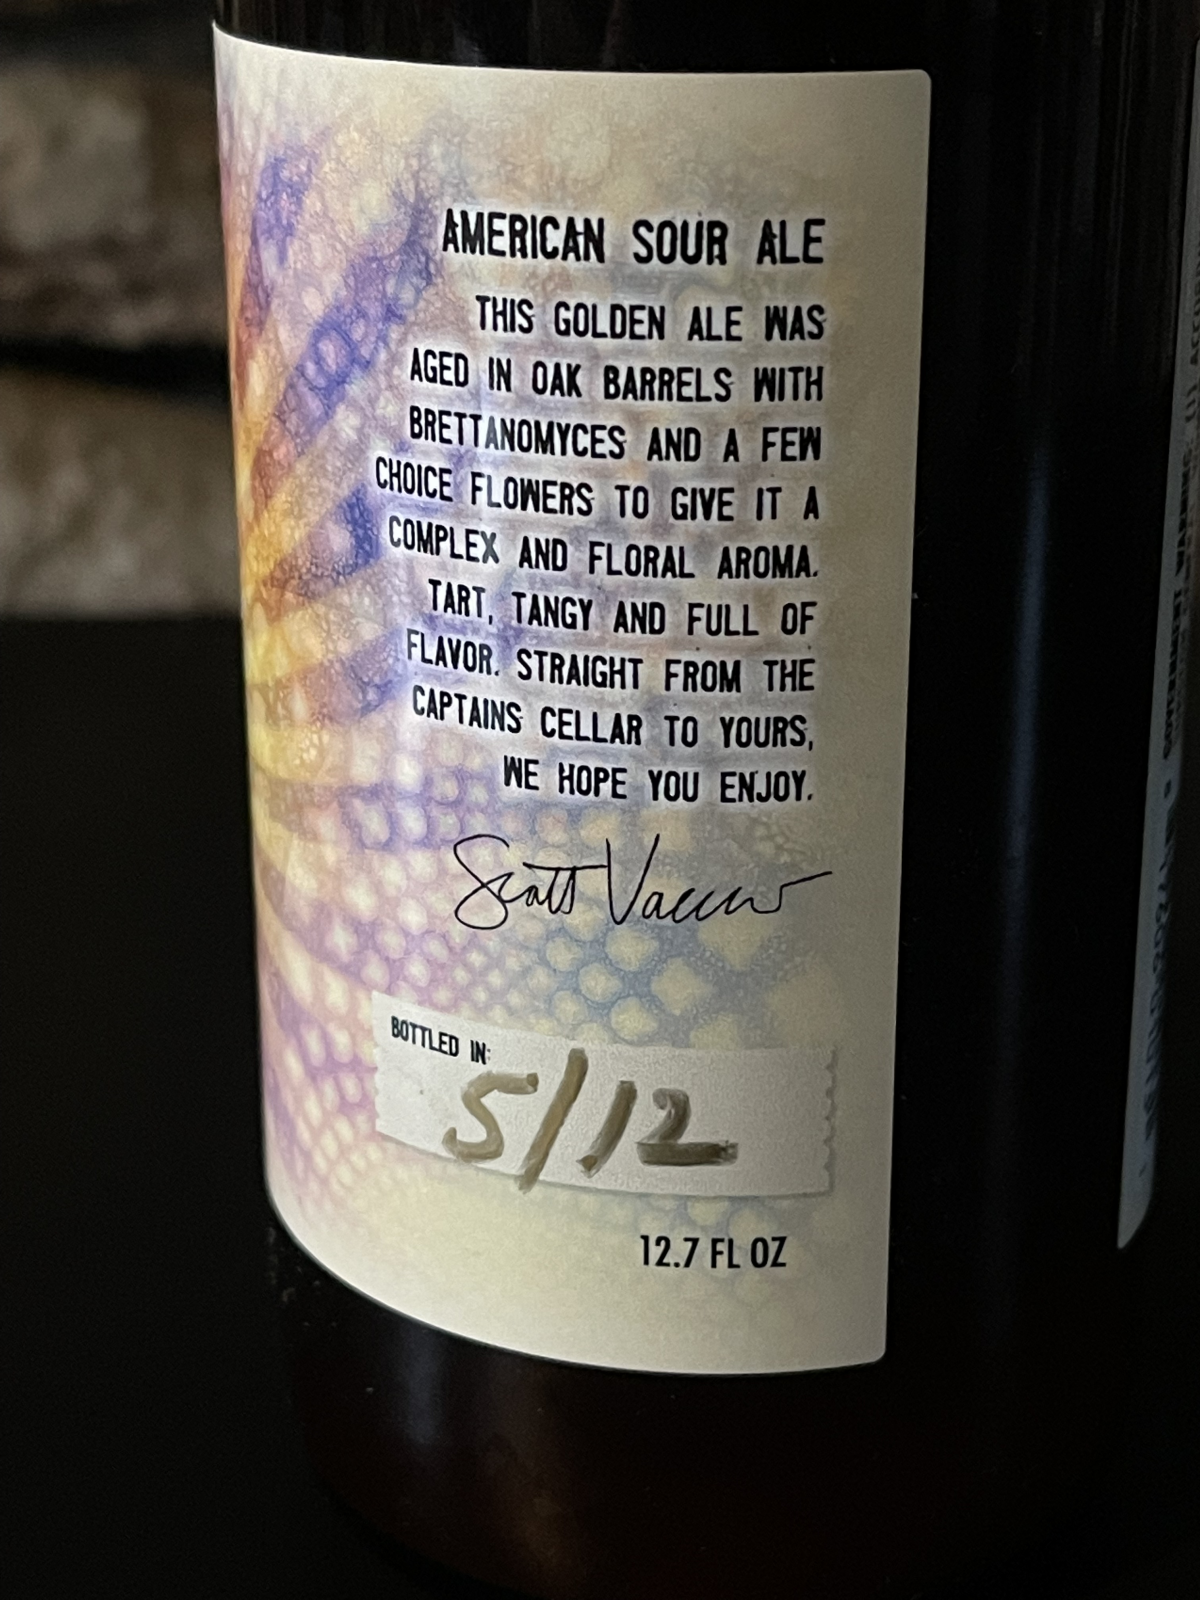 AMERICAN SOUR ALE
THIS GOLDEN ALE WAS
AGED IN OAK BARRELS WITH
BRETTANOMYCES AND A FEW
CHOICE FLOWERS TO GIVE IT A
COMPLEX AND FLORAL AROMA.
TART, TANGY AND FULL OF
FLAVOR. STRAIGHT FROM THE
CAPTAINS CELLAR TO YOURS,
WE HOPE YOU ENJOY.
Scott Vaccaro
BOTTLED IN:
5/12
12.7 FL OZ